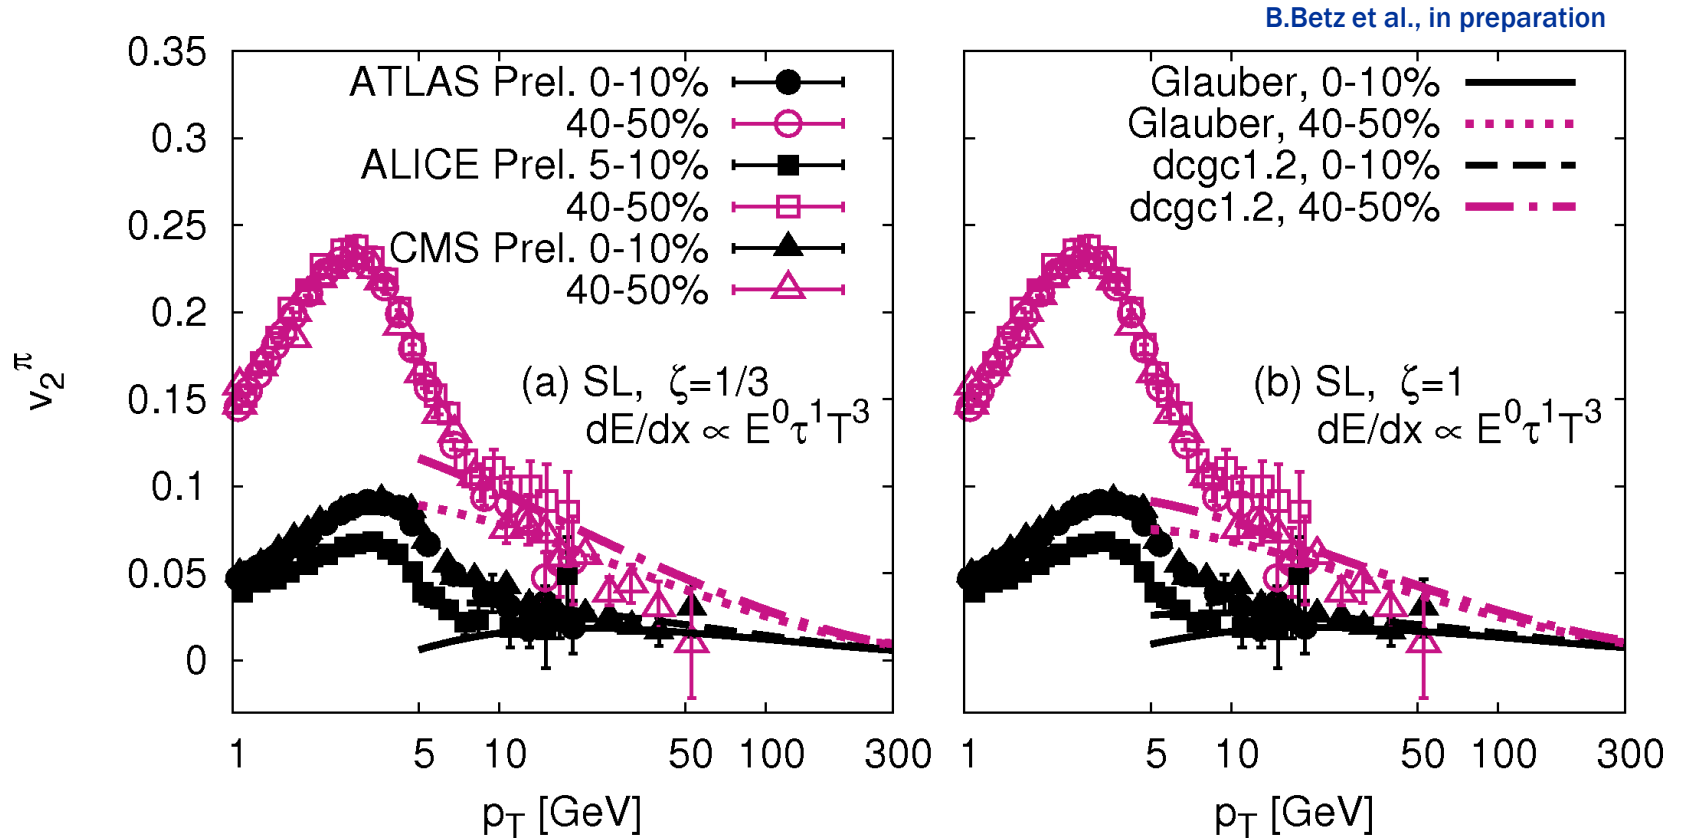 B.Betz et al., in preparation
0.35
0.3
0.25
0.2
0.15
0.1
0.05
0
v₂^π
ATLAS Prel. 0-10%
40-50%
ALICE Prel. 5-10%
40-50%
CMS Prel. 0-10%
40-50%
(a) SL, ζ=1/3
dE/dx ∝ E⁰τ¹T³
1 5 10 50 100 300
p_T [GeV]
Glauber, 0-10%
Glauber, 40-50%
dcgc1.2, 0-10%
dcgc1.2, 40-50%
(b) SL, ζ=1
dE/dx ∝ E⁰τ¹T³
1 5 10 50 100 300
p_T [GeV]